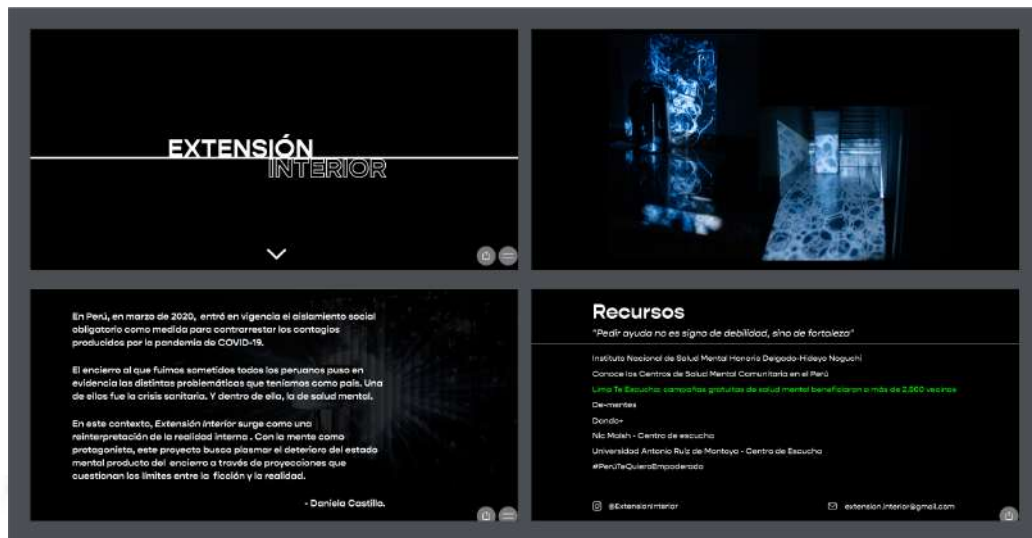 EXTENSIÓN
INTERIOR
En Perú, en marzo de 2020, entró en vigencia el aislamiento social
obligatorio como medida para contrarrestar los contagios
producidos por la pandemia de COVID-19.
El encierro al que fuimos sometidos todos los peruanos puso en
evidencia las distintas problemáticas que teníamos como país. Una
de ellas fue la crisis sanitaria. Y dentro de ella, la de salud mental.
En este contexto, Extensión Interior surge como una
reinterpretación de la realidad interna . Con la mente como
protagonista, este proyecto busca plasmar el deterioro del estado
mental producto del encierro a través de proyecciones que
cuestionan los límites entre la ficción y la realidad.
- Daniela Castillo.
Recursos
"Pedir ayuda no es signo de debilidad, sino de fortaleza"
Instituto Nacional de Salud Mental Honorio Delgado-Hideyo Noguchi
Conoce los Centros de Salud Mental Comunitaria en el Perú
Lima Te Escucha: campañas gratuitas de salud mental beneficiaron a más de 2,560 vecinos
De-mentes
Donda+
Nic Maish - Centro de escucha
Universidad Antonio Ruiz de Montoya - Centro de Escucha
#PerúTeQuieroEmpoderado
@ExtensionInterior
extension.interior@gmail.com